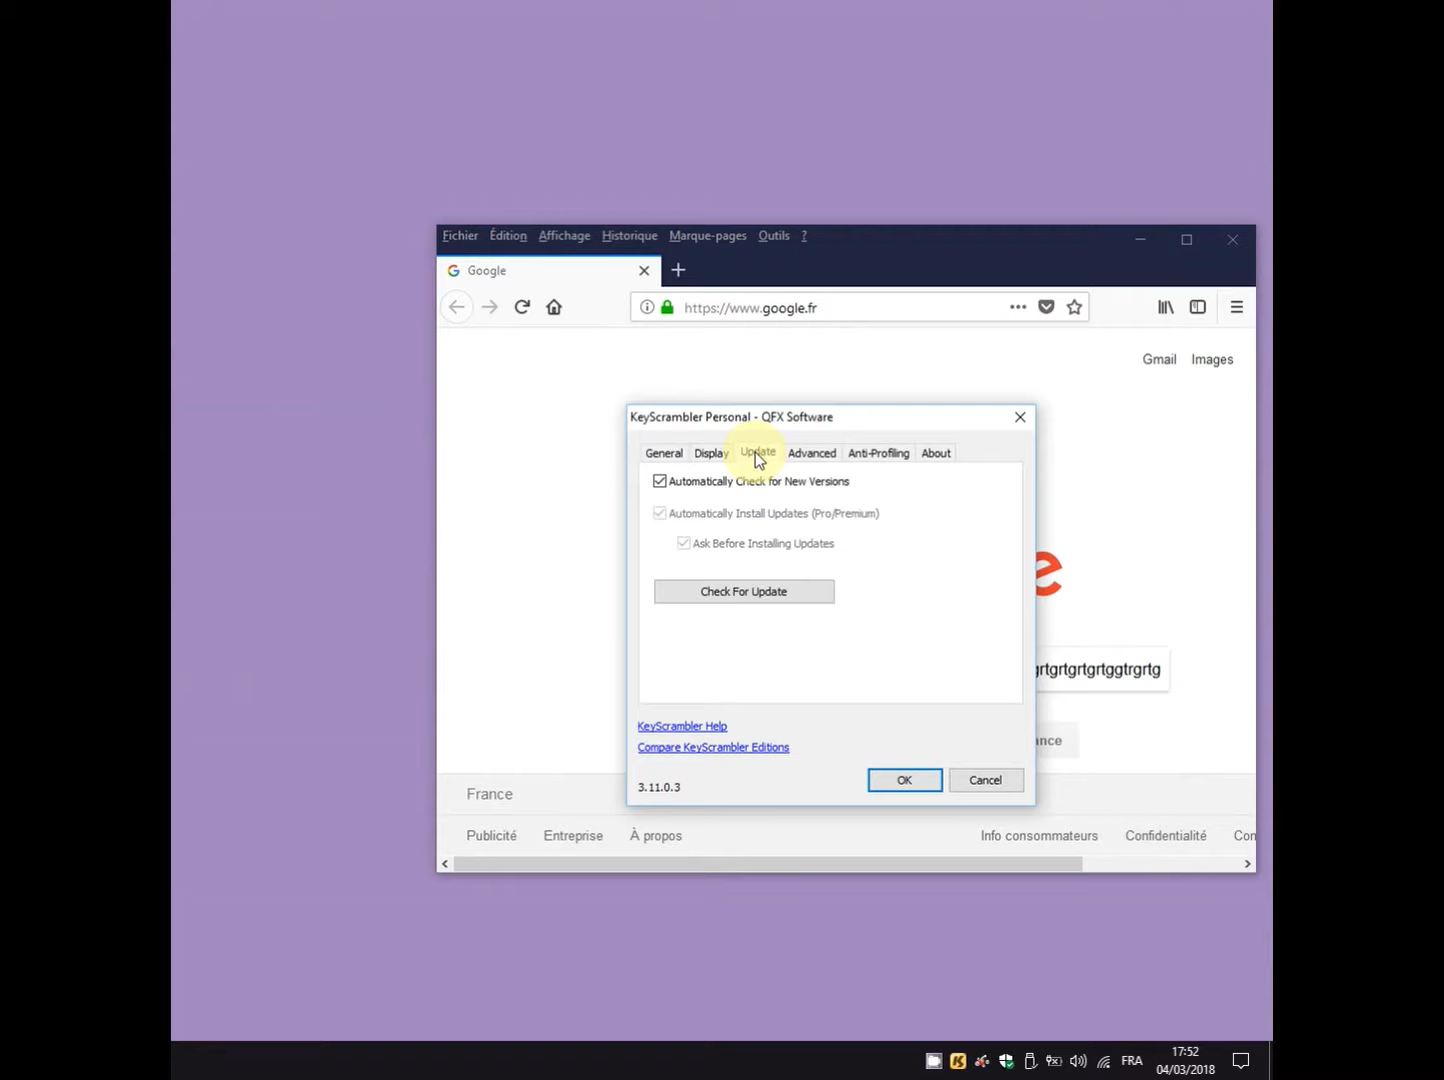 Fichier Édition Affichage Historique Marque-pages Outils ?
Google
https://www.google.fr
Gmail Images
KeyScrambler Personal - QFX Software
General Display Update Advanced Anti-Profiling About
Automatically Check for New Versions
Automatically Install Updates (Pro/Premium)
Ask Before Installing Updates
Check For Update
e
grtgrtgrtgrtggtrgrtg
KeyScrambler Help
ance
Compare KeyScrambler Editions
OK Cancel
3.11.0.3
France
Publicité Entreprise À propos Info consommateurs Confidentialité Con
FRA
17:52
04/03/2018